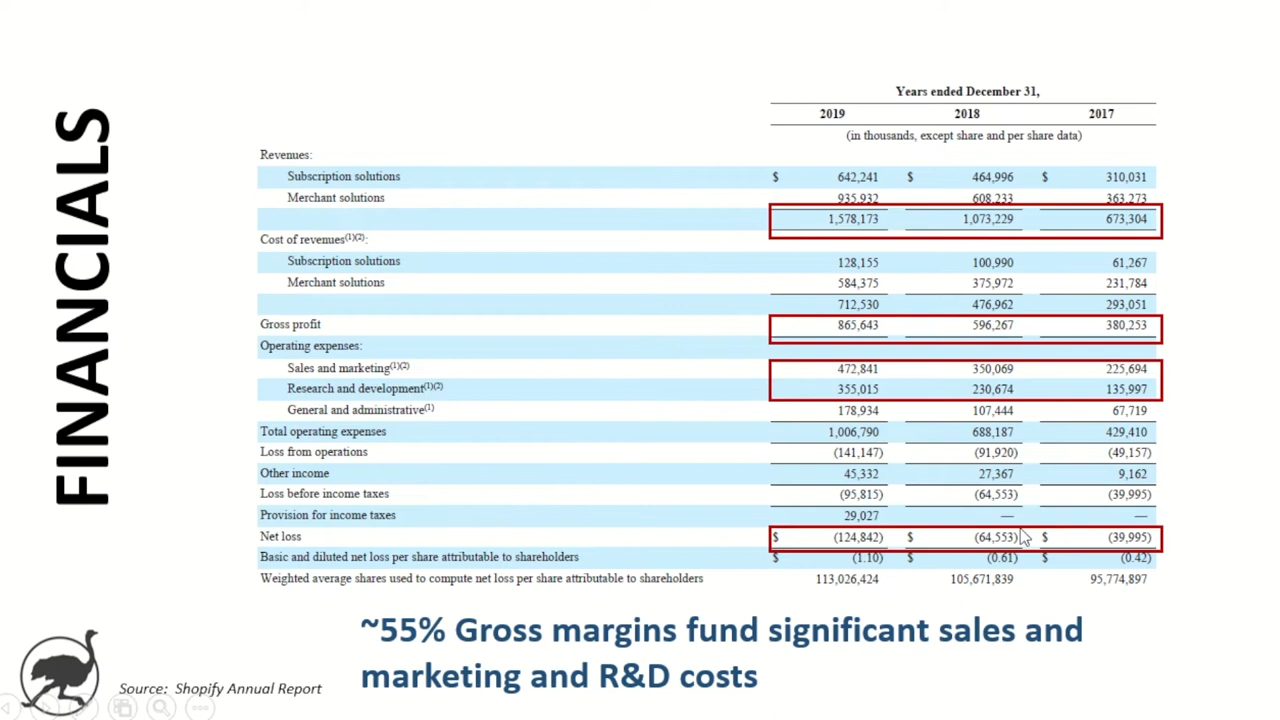 FINANCIALS
Years ended December 31,
2019 2018 2017
(in thousands, except share and per share data)
Revenues:
Subscription solutions $ 642,241 $ 464,996 $ 310,031
Merchant solutions 935,932 608,233 363,273
1,578,173 1,073,229 673,304
Cost of revenues(1)(2):
Subscription solutions 128,155 100,990 61,267
Merchant solutions 584,375 375,972 231,784
712,530 476,962 293,051
Gross profit 865,643 596,267 380,253
Operating expenses:
Sales and marketing(1)(2) 472,841 350,069 225,694
Research and development(1)(2) 355,015 230,674 135,997
General and administrative(1) 178,934 107,444 67,719
Total operating expenses 1,006,790 688,187 429,410
Loss from operations (141,147) (91,920) (49,157)
Other income 45,332 27,367 9,162
Loss before income taxes (95,815) (64,553) (39,995)
Provision for income taxes 29,027 — —
Net loss $ (124,842) $ (64,553) $ (39,995)
Basic and diluted net loss per share attributable to shareholders $ (1.10) $ (0.61) $ (0.42)
Weighted average shares used to compute net loss per share attributable to shareholders 113,026,424 105,671,839 95,774,897
~55% Gross margins fund significant sales and
marketing and R&D costs
Source: Shopify Annual Report